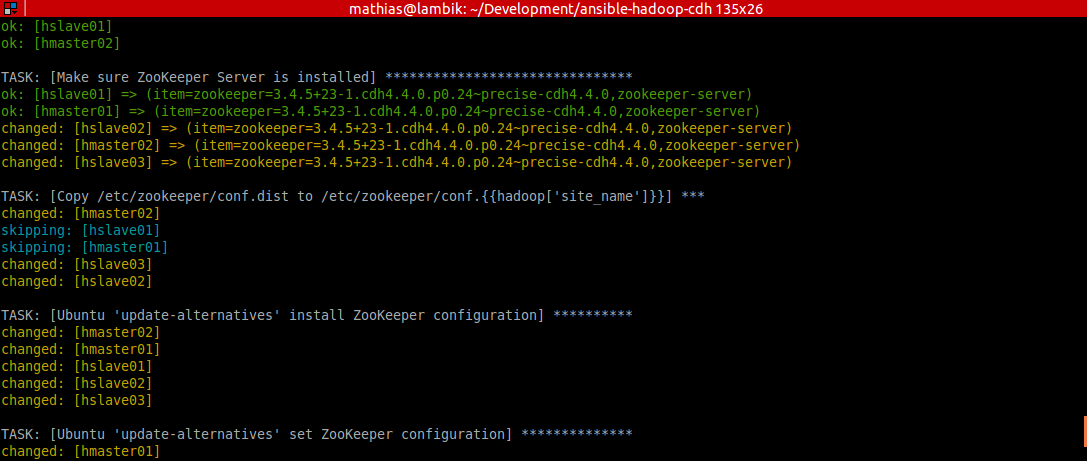 mathias@lambik: ~/Development/ansible-hadoop-cdh 135x26
ok: [hslave01]
ok: [hmaster02]
TASK: [Make sure ZooKeeper Server is installed] *******************************
ok: [hslave01] => (item=zookeeper=3.4.5+23-1.cdh4.4.0.p0.24~precise-cdh4.4.0,zookeeper-server)
ok: [hmaster01] => (item=zookeeper=3.4.5+23-1.cdh4.4.0.p0.24~precise-cdh4.4.0,zookeeper-server)
changed: [hslave02] => (item=zookeeper=3.4.5+23-1.cdh4.4.0.p0.24~precise-cdh4.4.0,zookeeper-server)
changed: [hmaster02] => (item=zookeeper=3.4.5+23-1.cdh4.4.0.p0.24~precise-cdh4.4.0,zookeeper-server)
changed: [hslave03] => (item=zookeeper=3.4.5+23-1.cdh4.4.0.p0.24~precise-cdh4.4.0,zookeeper-server)
TASK: [Copy /etc/zookeeper/conf.dist to /etc/zookeeper/conf.{{hadoop['site_name']}}] ***
changed: [hmaster02]
skipping: [hslave01]
skipping: [hmaster01]
changed: [hslave03]
changed: [hslave02]
TASK: [Ubuntu 'update-alternatives' install ZooKeeper configuration] **********
changed: [hmaster02]
changed: [hmaster01]
changed: [hslave01]
changed: [hslave02]
changed: [hslave03]
TASK: [Ubuntu 'update-alternatives' set ZooKeeper configuration] **************
changed: [hmaster01]